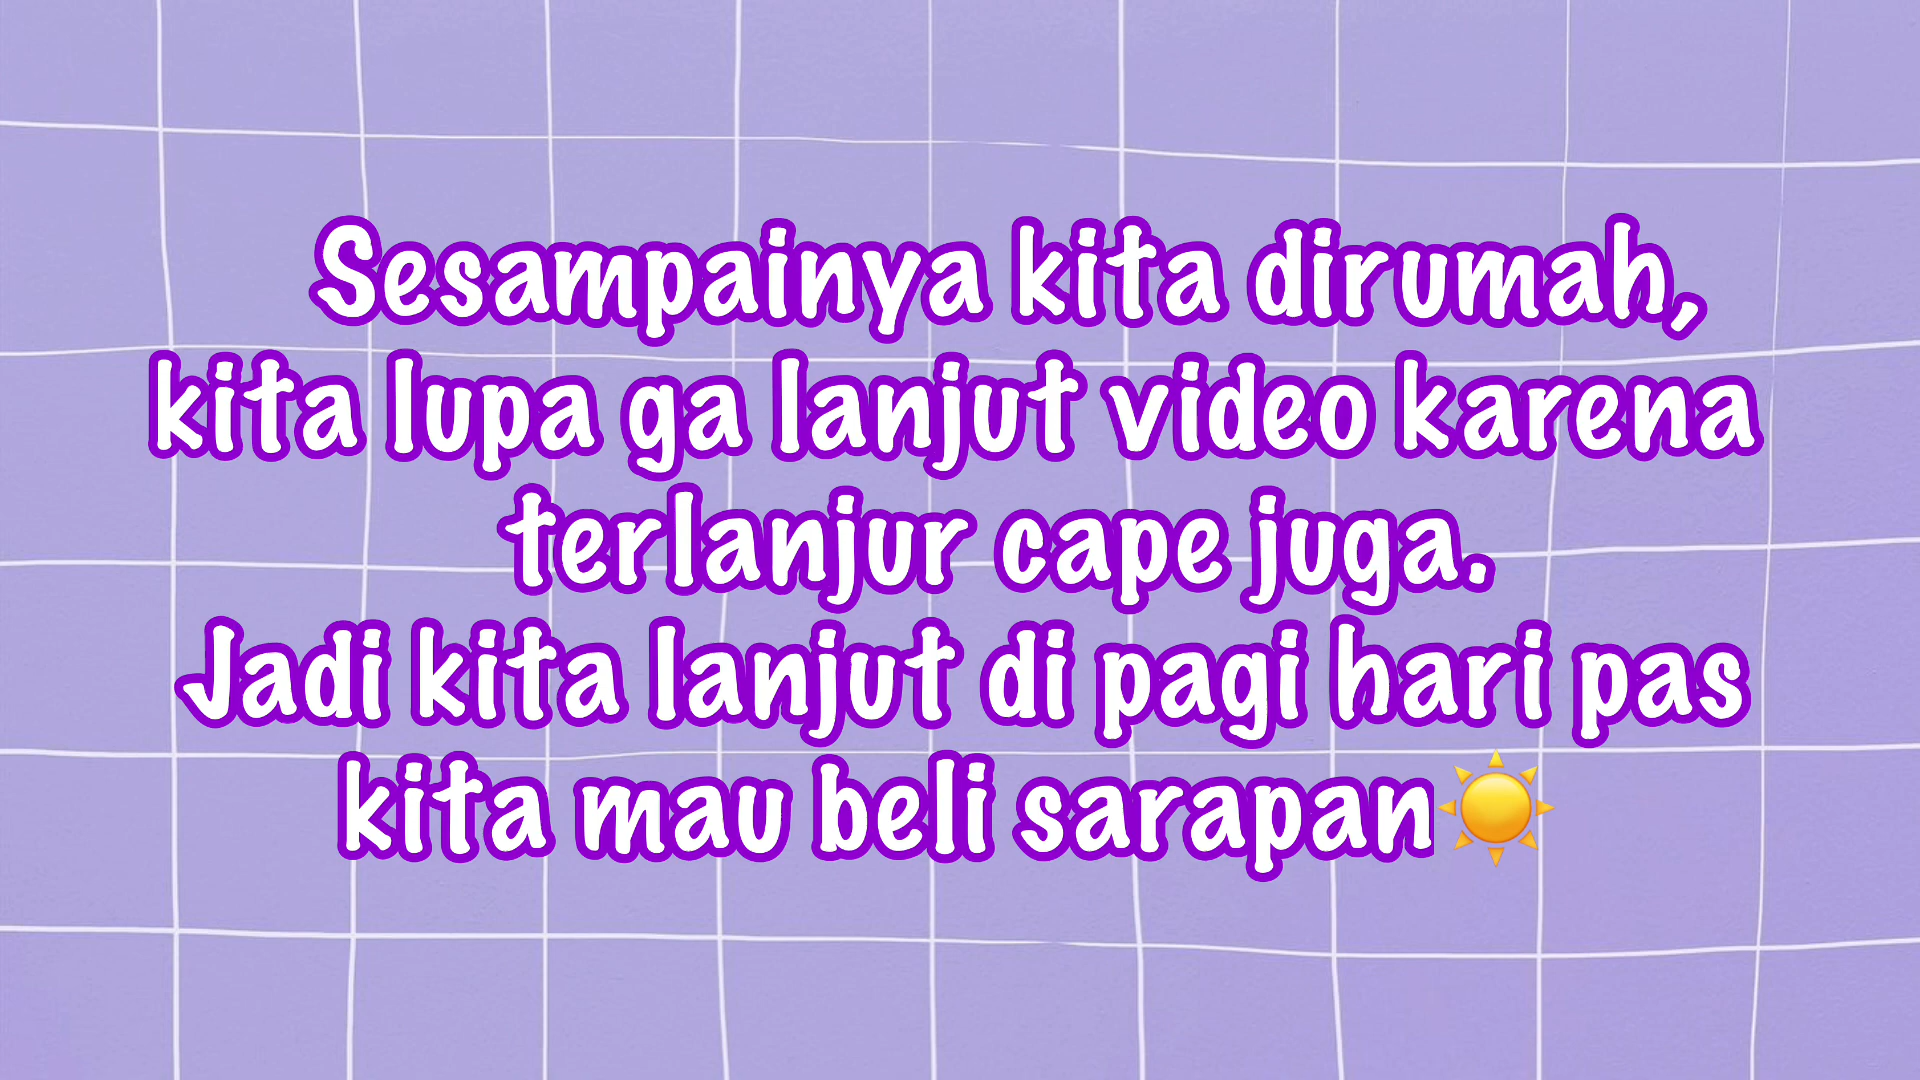 Sesampainya kita dirumah,
kita lupa ga lanjut video karena
terlanjur cape juga.
Jadi kita lanjut di pagi hari pas
kita mau beli sarapan☀️